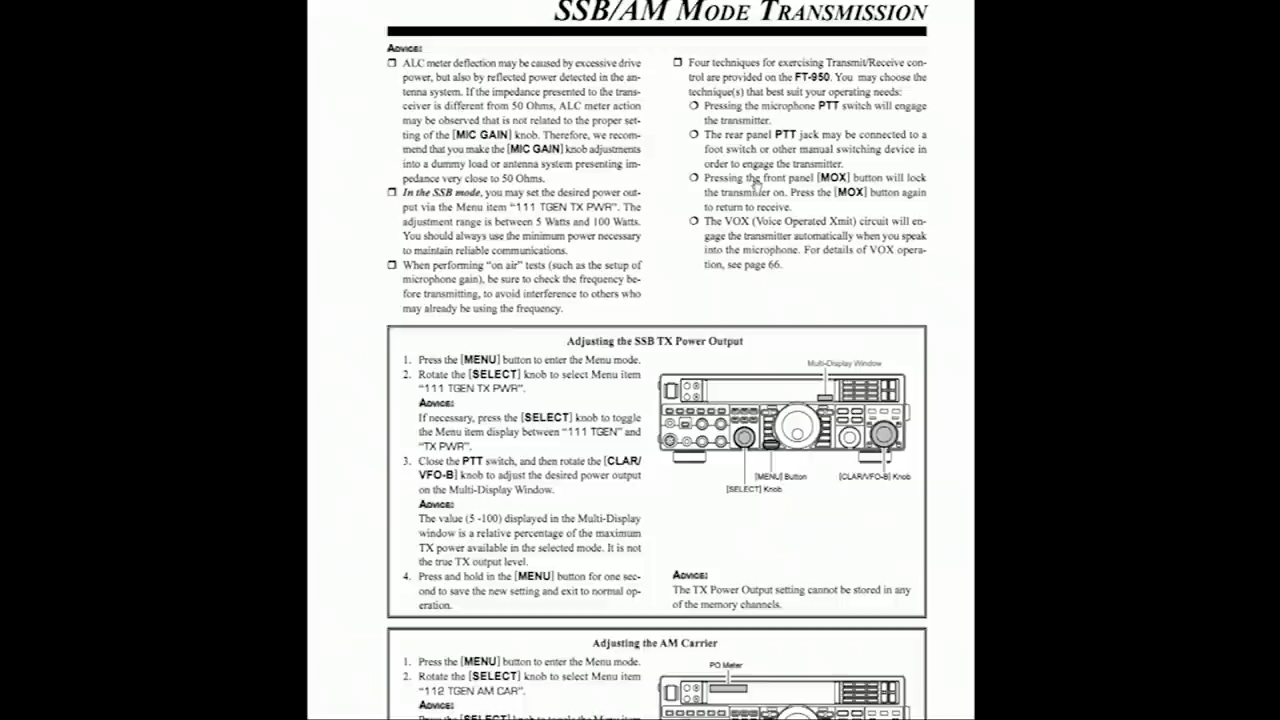 SSB/AM MODE TRANSMISSION
ADVICE:
❒ ALC meter deflection may be caused by excessive drive
power, but also by reflected power detected in the an-
tenna system. If the impedance presented to the trans-
ceiver is different from 50 Ohms, ALC meter action
may be observed that is not related to the proper set-
ting of the [MIC GAIN] knob. Therefore, we recom-
mend that you make the [MIC GAIN] knob adjustments
into a dummy load or antenna system presenting im-
pedance very close to 50 Ohms.
❒ In the SSB mode, you may set the desired power out-
put via the Menu item "111 TGEN TX PWR". The
adjustment range is between 5 Watts and 100 Watts.
You should always use the minimum power necessary
to maintain reliable communications.
❒ When performing "on air" tests (such as the setup of
microphone gain), be sure to check the frequency be-
fore transmitting, to avoid interference to others who
may already be using the frequency.
❒ Four techniques for exercising Transmit/Receive con-
trol are provided on the FT-950. You may choose the
technique(s) that best suit your operating needs:
❍ Pressing the microphone PTT switch will engage
the transmitter.
❍ The rear panel PTT jack may be connected to a
foot switch or other manual switching device in
order to engage the transmitter.
❍ Pressing the front panel [MOX] button will lock
the transmitter on. Press the [MOX] button again
to return to receive.
❍ The VOX (Voice Operated Xmit) circuit will en-
gage the transmitter automatically when you speak
into the microphone. For details of VOX opera-
tion, see page 66.
Adjusting the SSB TX Power Output
1. Press the [MENU] button to enter the Menu mode.
2. Rotate the [SELECT] knob to select Menu item
"111 TGEN TX PWR".
ADVICE:
If necessary, press the [SELECT] knob to toggle
the Menu item display between "111 TGEN" and
"TX PWR".
3. Close the PTT switch, and then rotate the [CLAR/
VFO-B] knob to adjust the desired power output
on the Multi-Display Window.
ADVICE:
The value (5 -100) displayed in the Multi-Display
window is a relative percentage of the maximum
TX power available in the selected mode. It is not
the true TX output level.
4. Press and hold in the [MENU] button for one sec-
ond to save the new setting and exit to normal op-
eration.
Multi-Display Window
[MENU] Button
[CLAR/VFO-B] Knob
[SELECT] Knob
ADVICE:
The TX Power Output setting cannot be stored in any
of the memory channels.
Adjusting the AM Carrier
1. Press the [MENU] button to enter the Menu mode.
2. Rotate the [SELECT] knob to select Menu item
"112 TGEN AM CAR".
ADVICE:
Press the [SELECT] knob to toggle the Menu item
PO Meter